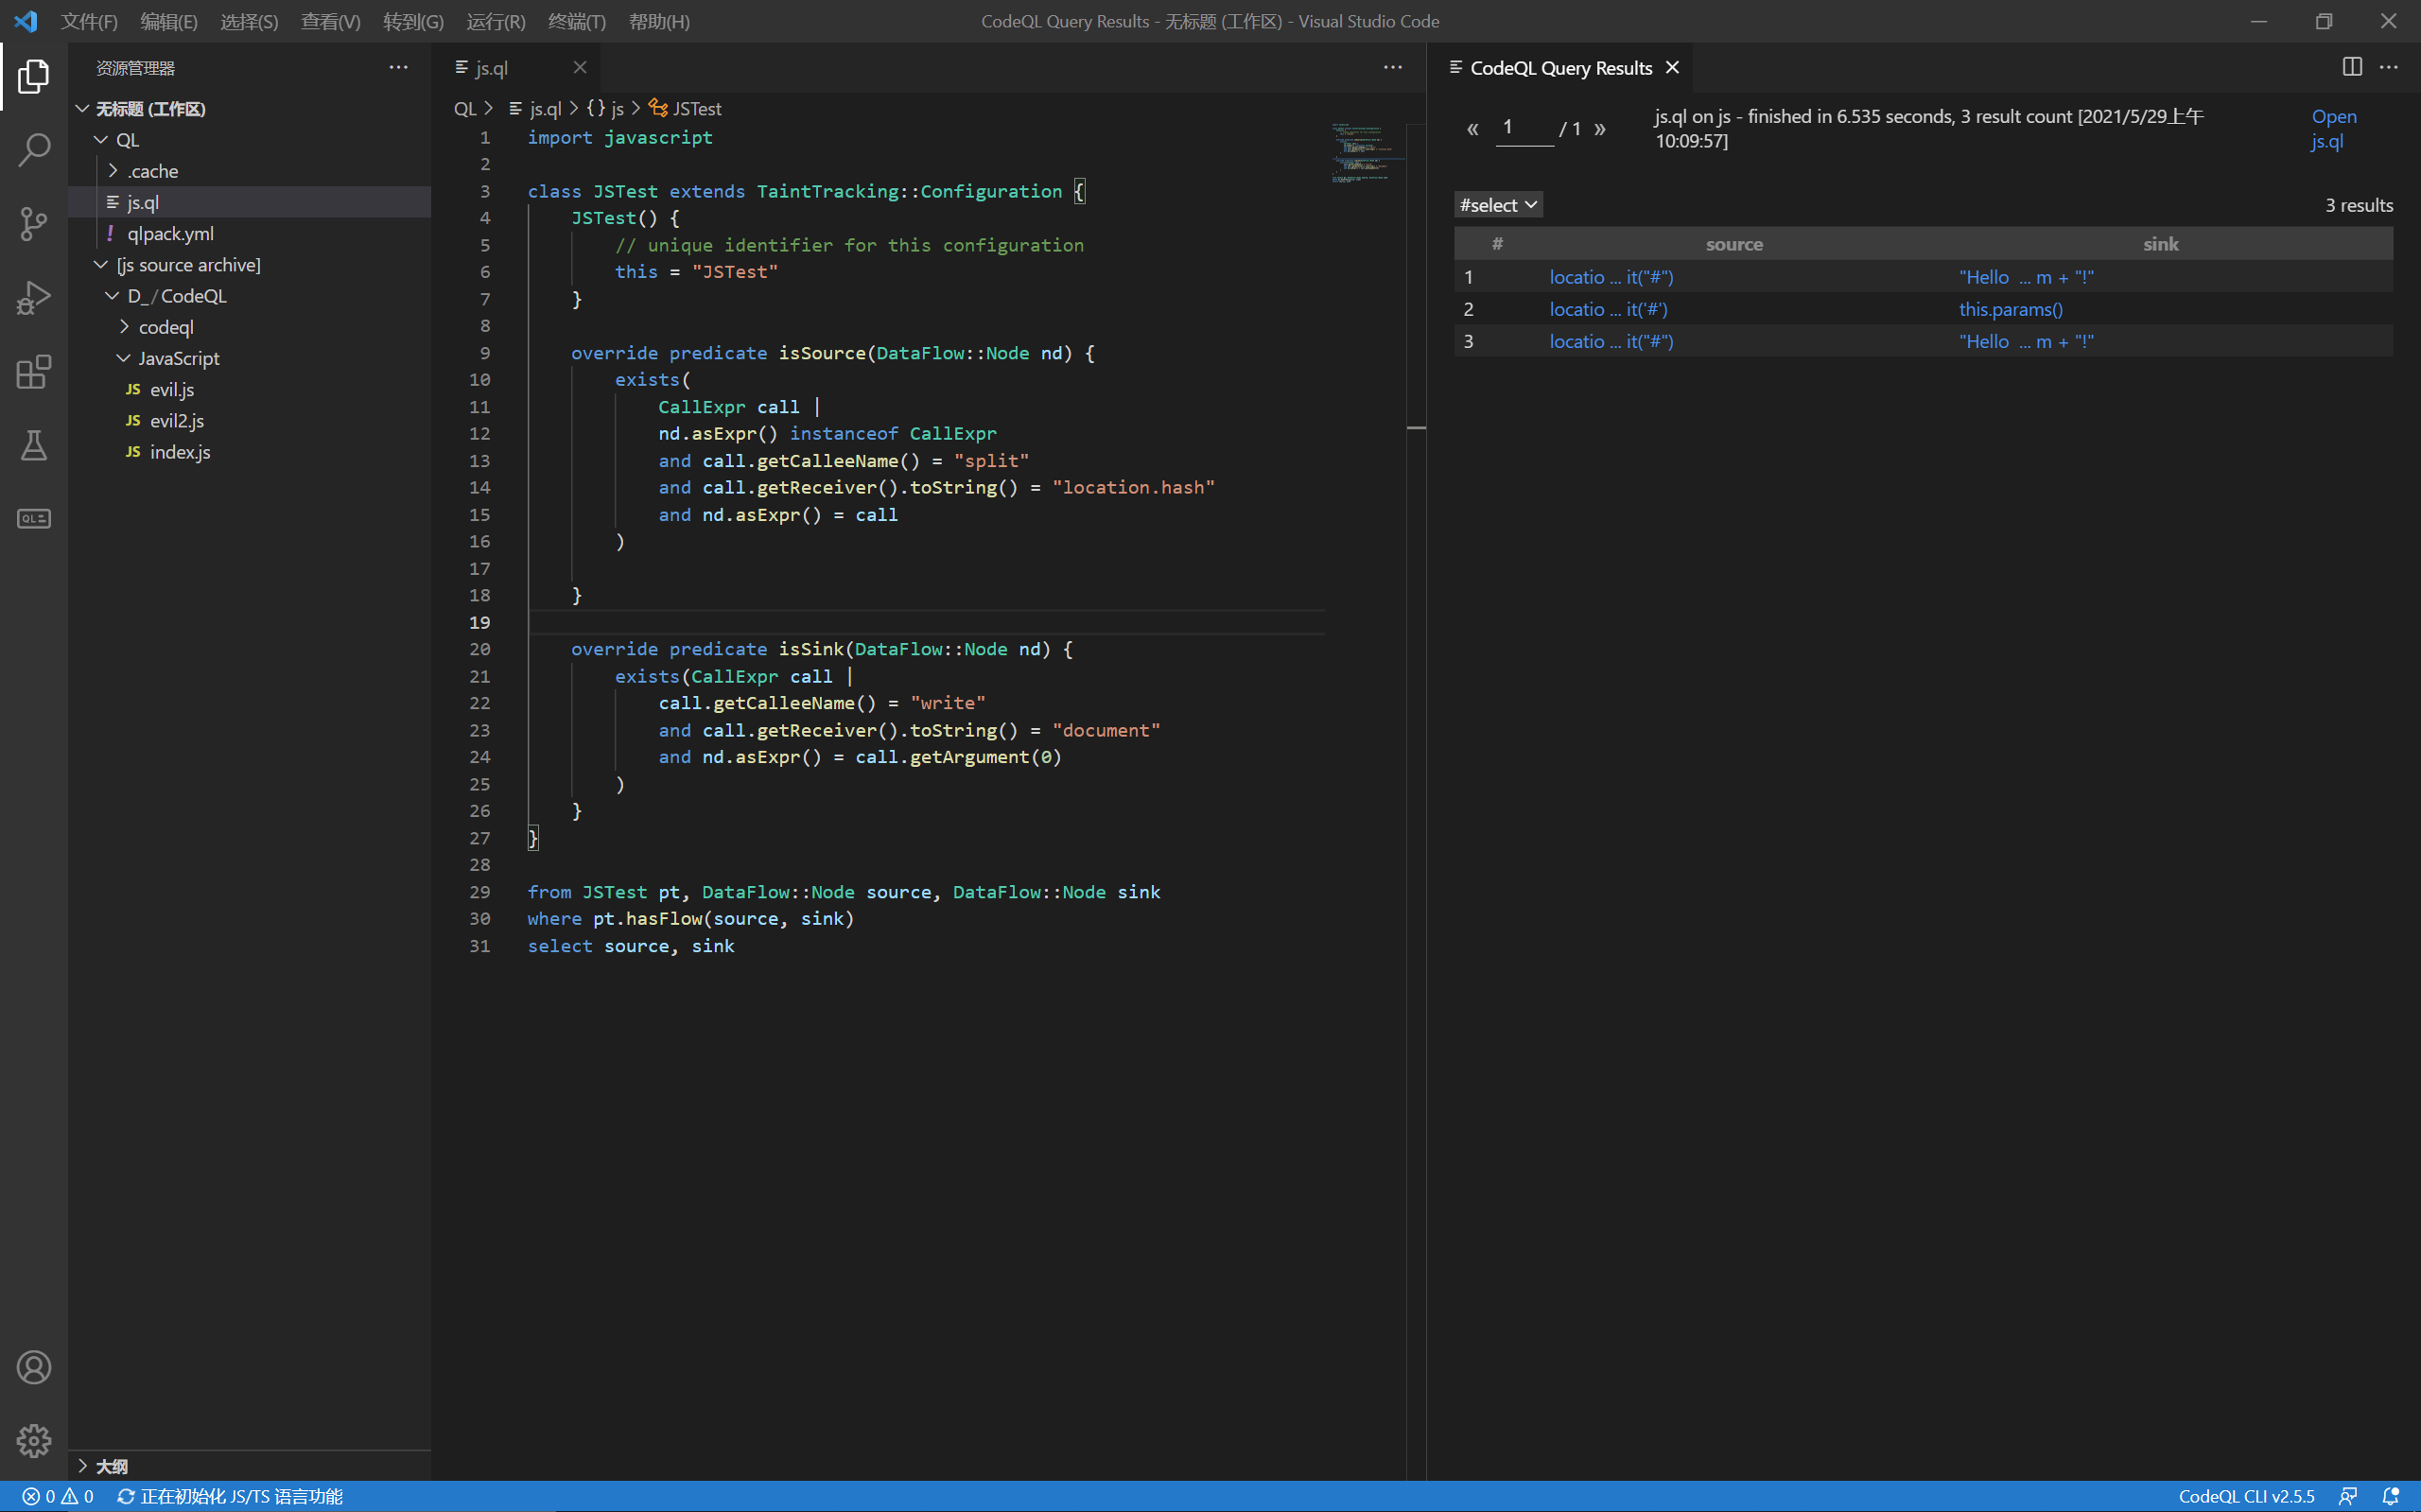 文件(F) 编辑(E) 选择(S) 查看(V) 转到(G) 运行(R) 终端(T) 帮助(H)
CodeQL Query Results - 无标题 (工作区) - Visual Studio Code
资源管理器
无标题 (工作区)
QL
.cache
js.ql
! qlpack.yml
[js source archive]
D_/CodeQL
codeql
JavaScript
JS evil.js
JS evil2.js
JS index.js
大纲
js.ql
QL > js.ql > {} js > JSTest
1 import javascript
2
3 class JSTest extends TaintTracking::Configuration {
4 JSTest() {
5 // unique identifier for this configuration
6 this = "JSTest"
7 }
8
9 override predicate isSource(DataFlow::Node nd) {
10 exists(
11 CallExpr call |
12 nd.asExpr() instanceof CallExpr
13 and call.getCalleeName() = "split"
14 and call.getReceiver().toString() = "location.hash"
15 and nd.asExpr() = call
16 )
17
18 }
19
20 override predicate isSink(DataFlow::Node nd) {
21 exists(CallExpr call |
22 call.getCalleeName() = "write"
23 and call.getReceiver().toString() = "document"
24 and nd.asExpr() = call.getArgument(0)
25 )
26 }
27 }
28
29 from JSTest pt, DataFlow::Node source, DataFlow::Node sink
30 where pt.hasFlow(source, sink)
31 select source, sink
CodeQL Query Results
« 1 / 1 »
js.ql on js - finished in 6.535 seconds, 3 result count [2021/5/29上午
10:09:57]
Open
js.ql
#select
3 results
# source sink
1 locatio ... it("#") "Hello ... m + "!"
2 locatio ... it('#') this.params()
3 locatio ... it("#") "Hello ... m + "!"
0 0 正在初始化 JS/TS 语言功能
CodeQL CLI v2.5.5